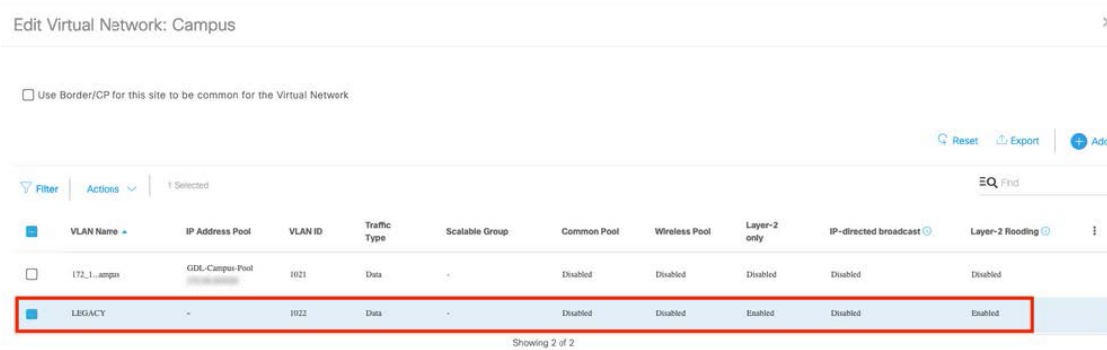 Edit Virtual Network: Campus
Use Border/CP for this site to be common for the Virtual Network
Reset Export Add
Filter Actions 1 Selected Find
VLAN Name IP Address Pool VLAN ID Traffic Type Scalable Group Common Pool Wireless Pool Layer-2 only IP-directed broadcast Layer-2 Flooding
172_1...ampus GDL-Campus-Pool 1021 Data - Disabled Disabled Disabled Disabled Disabled
LEGACY - 1022 Data - Disabled Disabled Enabled Disabled Enabled
Showing 2 of 2